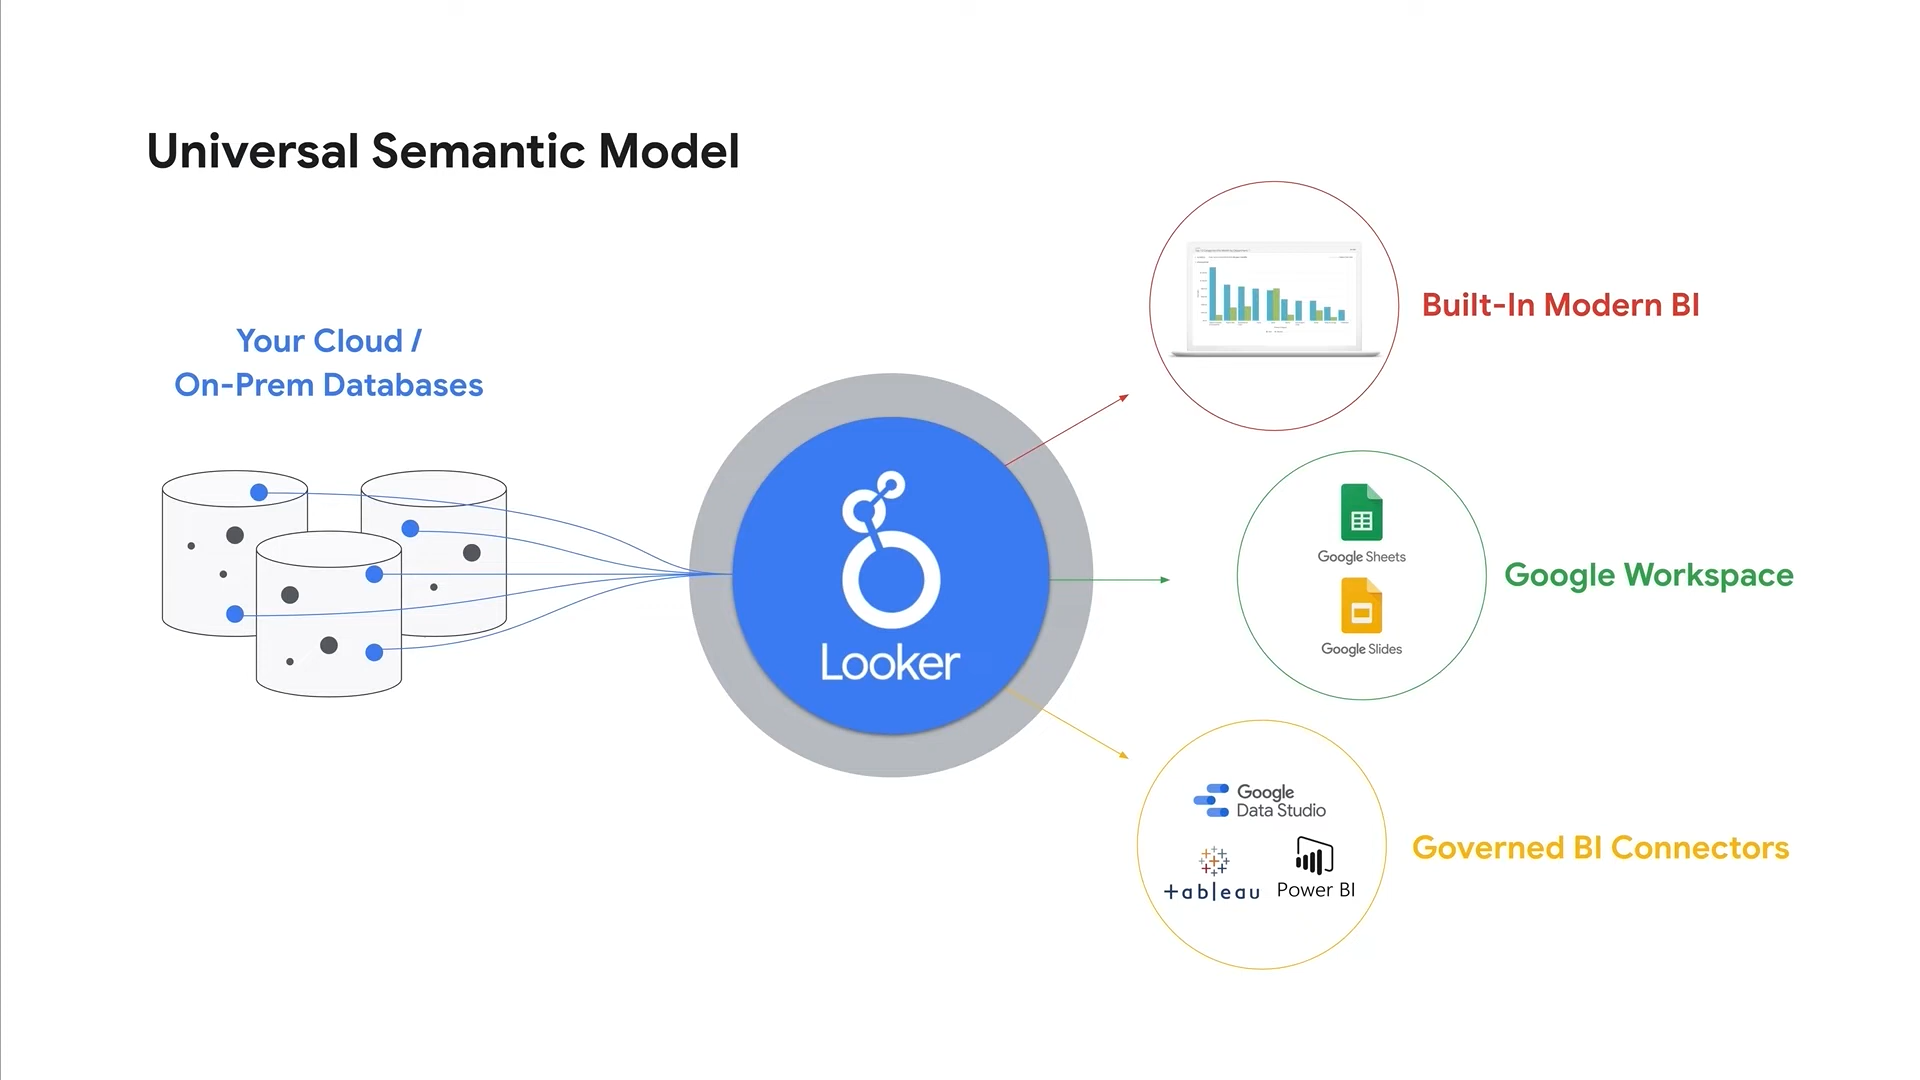 Universal Semantic Model
Your Cloud /
On-Prem Databases
Looker
Built-In Modern BI
Google Sheets
Google Slides
Google Workspace
Google
Data Studio
+ableau
Power BI
Governed BI Connectors